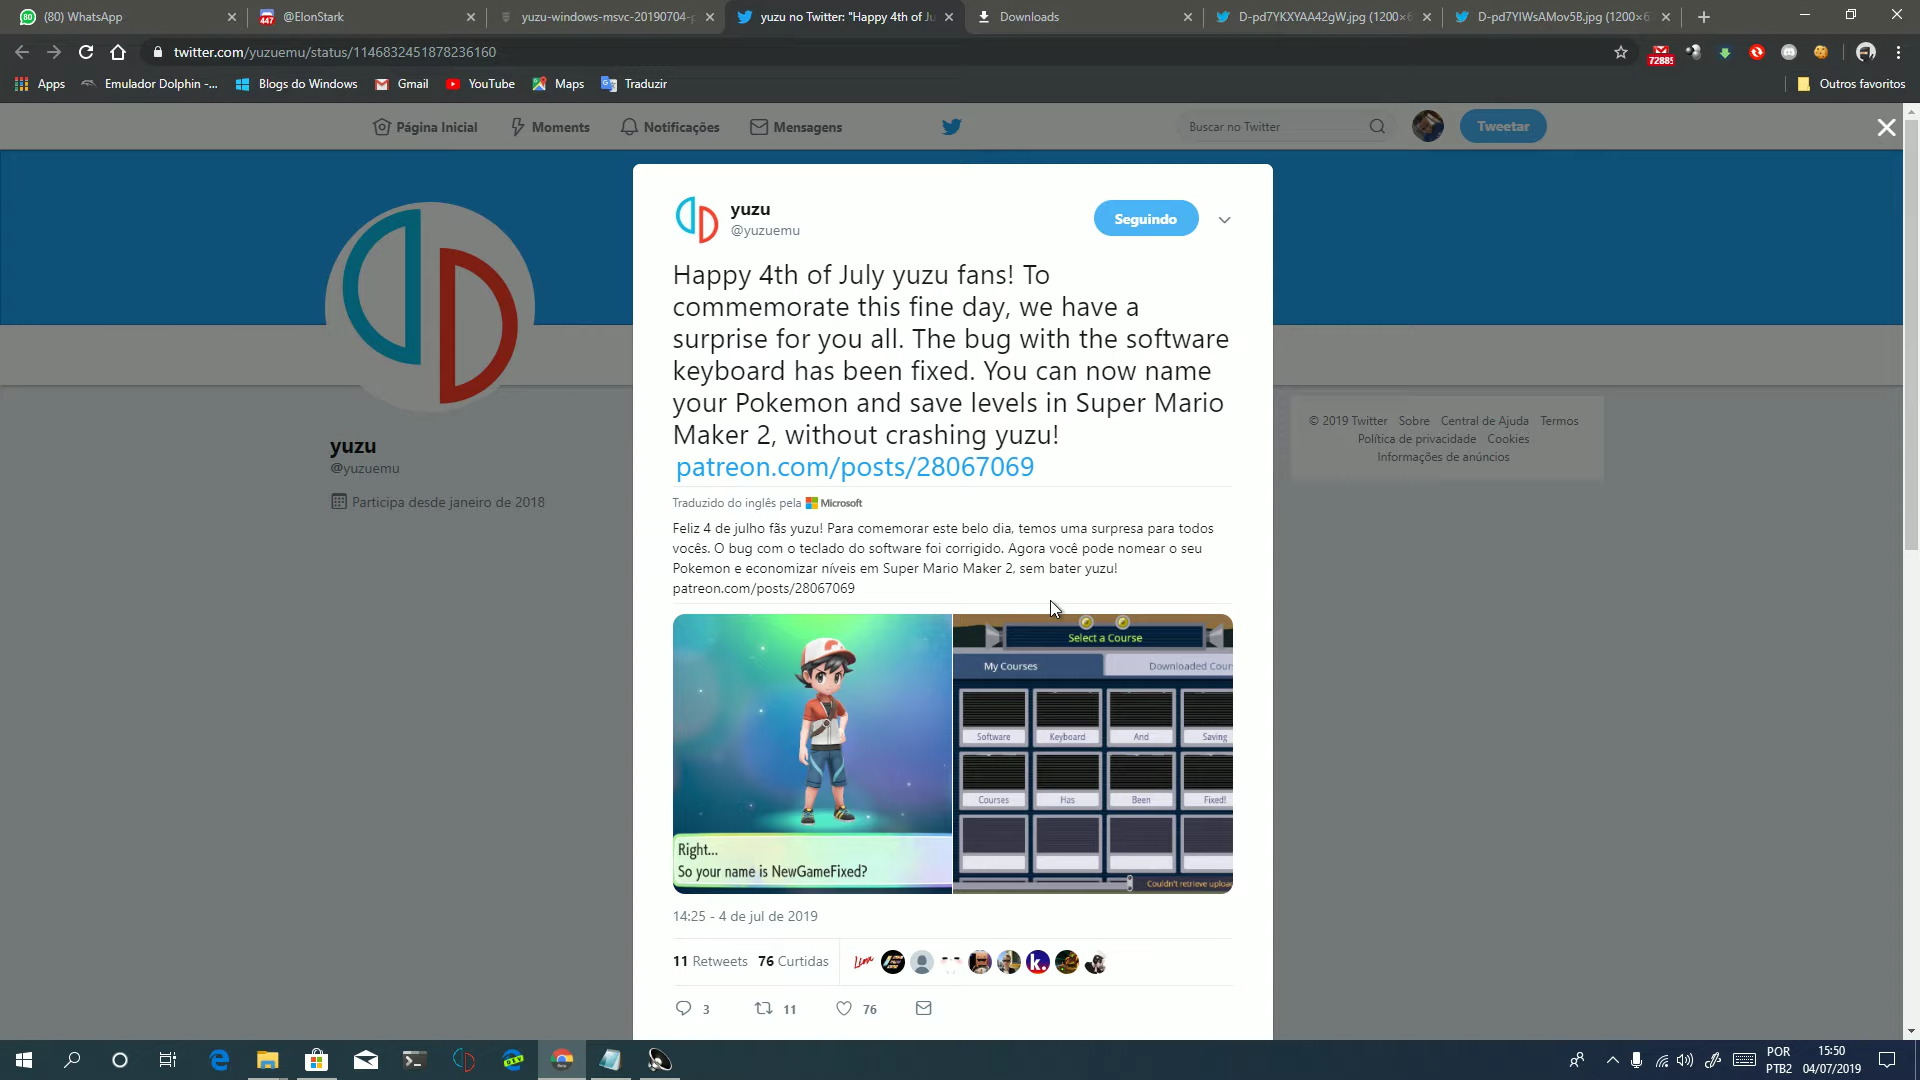 (80) WhatsApp
@ElonStark
yuzu-windows-msvc-20190704-
yuzu no Twitter: "Happy 4th of Ju
Downloads
D-pd7YKXYAA42gW.jpg (1200×6
D-pd7YIWsAMov5B.jpg (1200×6
twitter.com/yuzuemu/status/1146832451878236160
Apps
Emulador Dolphin -...
Blogs do Windows
Gmail
YouTube
Maps
Traduzir
Outros favoritos
Página Inicial
Moments
Notificações
Mensagens
Buscar no Twitter
Tweetar
yuzu
@yuzuemu
Seguindo
Happy 4th of July yuzu fans! To
commemorate this fine day, we have a
surprise for you all. The bug with the software
keyboard has been fixed. You can now name
your Pokemon and save levels in Super Mario
Maker 2, without crashing yuzu!
patreon.com/posts/28067069
Traduzido do inglês pela Microsoft
Feliz 4 de julho fãs yuzu! Para comemorar este belo dia, temos uma surpresa para todos
vocês. O bug com o teclado do software foi corrigido. Agora você pode nomear o seu
Pokemon e economizar níveis em Super Mario Maker 2, sem bater yuzu!
patreon.com/posts/28067069
Right...
So your name is NewGameFixed?
Select a Course
My Courses
Downloaded Cour
Software
Keyboard
And
Saving
Courses
Has
Been
Fixed!
Couldn't retrieve uploa
14:25 - 4 de jul de 2019
11 Retweets 76 Curtidas
3
11
76
yuzu
@yuzuemu
Participa desde janeiro de 2018
© 2019 Twitter Sobre Central de Ajuda Termos
Política de privacidade Cookies
Informações de anúncios
POR
PTB2
15:50
04/07/2019